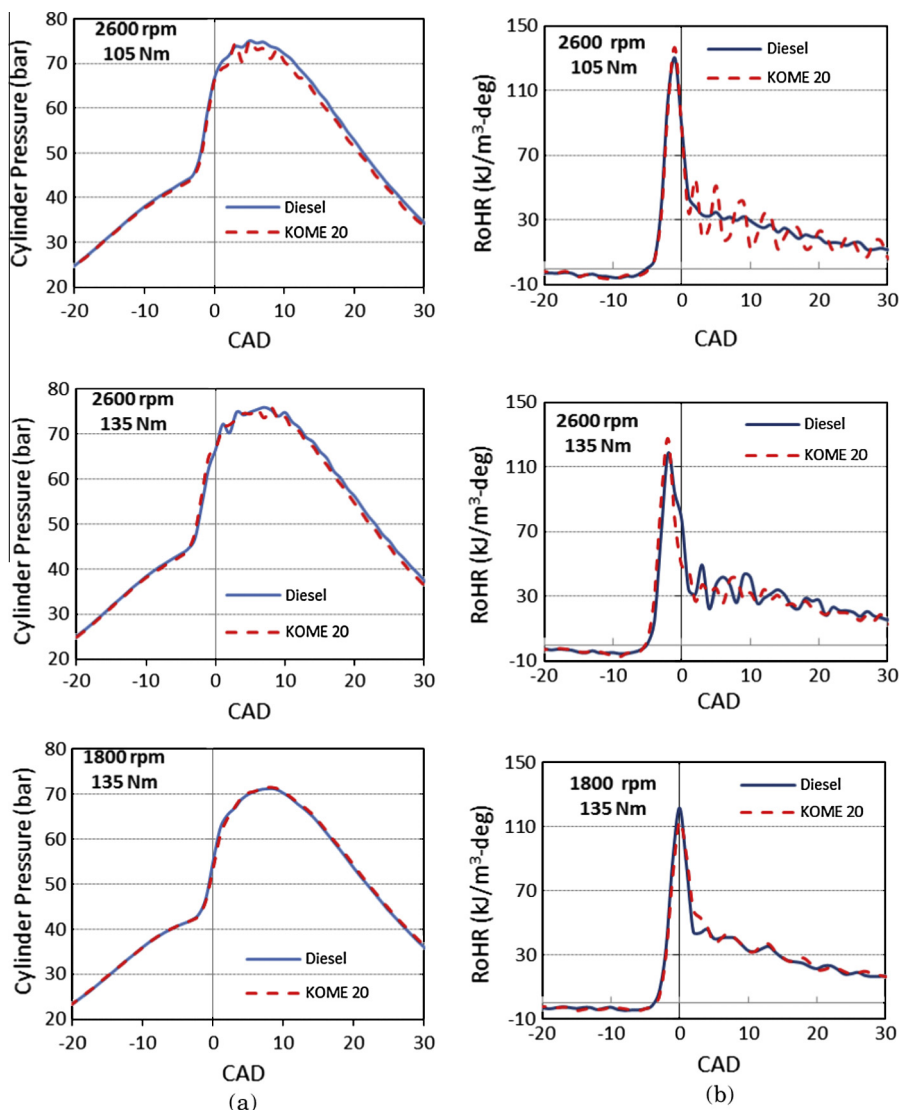 2600 rpm
105 Nm
Cylinder Pressure (bar)
80
70
60
50
40
30
20
Diesel
KOME 20
-20
-10
0
10
20
30
CAD
2600 rpm
105 Nm
RoHR (kJ/m³-deg)
150
110
70
30
-10
Diesel
KOME 20
-20
-10
0
10
20
30
CAD
2600 rpm
135 Nm
Cylinder Pressure (bar)
80
70
60
50
40
30
20
Diesel
KOME 20
-20
-10
0
10
20
30
CAD
2600 rpm
135 Nm
RoHR (kJ/m³-deg)
150
110
70
30
-10
Diesel
KOME 20
-20
-10
0
10
20
30
CAD
1800 rpm
135 Nm
Cylinder Pressure (bar)
80
70
60
50
40
30
20
Diesel
KOME 20
-20
-10
0
10
20
30
CAD
(a)
1800 rpm
135 Nm
RoHR (kJ/m³-deg)
150
110
70
30
-10
Diesel
KOME 20
-20
-10
0
10
20
30
CAD
(b)